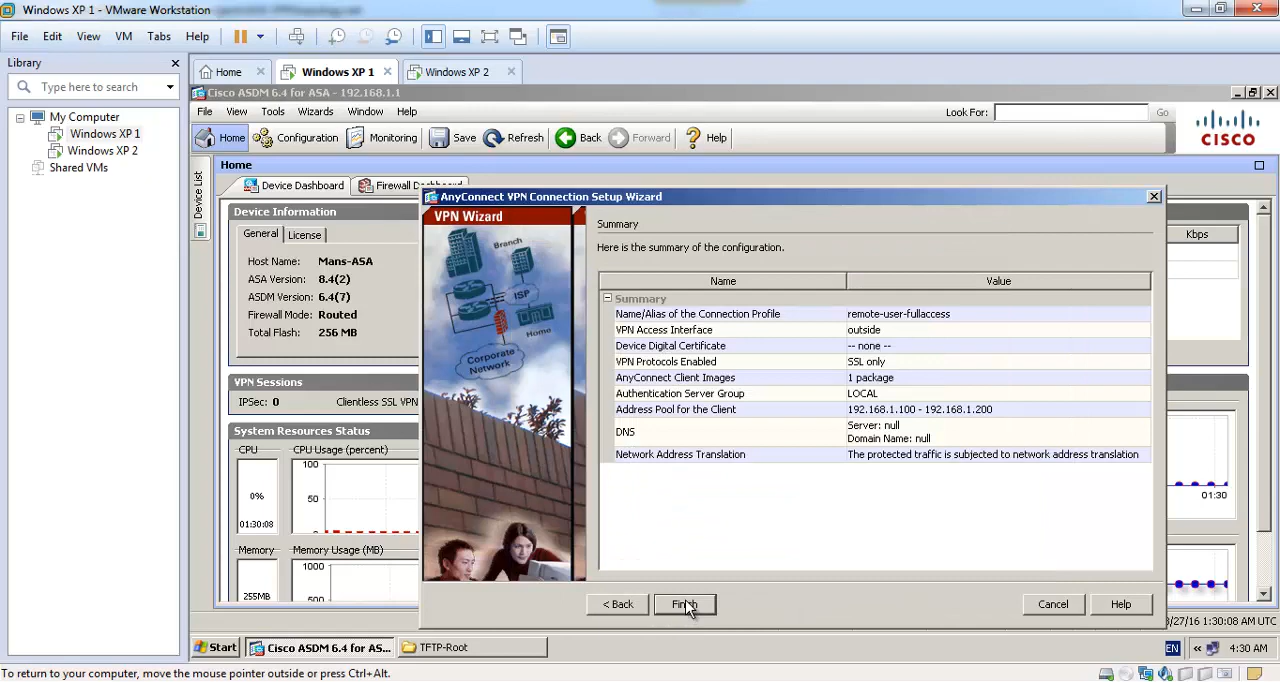 Windows XP 1 - VMware Workstation
File Edit View VM Tabs Help
Library
Type here to search
My Computer
Windows XP 1
Windows XP 2
Shared VMs
Home Windows XP 1 Windows XP 2
Cisco ASDM 6.4 for ASA - 192.168.1.1
File View Tools Wizards Window Help
Look For: Go
CISCO
Home Configuration Monitoring Save Refresh Back Forward Help
Home
Device List
Device Dashboard Firewall Dashboard
Device Information
General License
Host Name: Mans-ASA
ASA Version: 8.4(2)
ASDM Version: 6.4(7)
Firewall Mode: Routed
Total Flash: 256 MB
VPN Sessions
IPSec: 0 Clientless SSL VPN
System Resources Status
CPU CPU Usage (percent)
100
50
0%
01:30:08
Memory Memory Usage (MB)
1000
500
256MB
Kbps
01:30
AnyConnect VPN Connection Setup Wizard
VPN Wizard
Branch
ISP
Home
Corporate
Network
Summary
Here is the summary of the configuration.
Name Value
Summary
Name/Alias of the Connection Profile remote-user-fullaccess
VPN Access Interface outside
Device Digital Certificate -- none --
VPN Protocols Enabled SSL only
AnyConnect Client Images 1 package
Authentication Server Group LOCAL
Address Pool for the Client 192.168.1.100 - 192.168.1.200
DNS Server: null
Domain Name: null
Network Address Translation The protected traffic is subjected to network address translation
< Back Finish Cancel Help
/27/16 1:30:08 AM UTC
Start Cisco ASDM 6.4 for AS... TFTP-Root EN « 4:30 AM
To return to your computer, move the mouse pointer outside or press Ctrl+Alt.